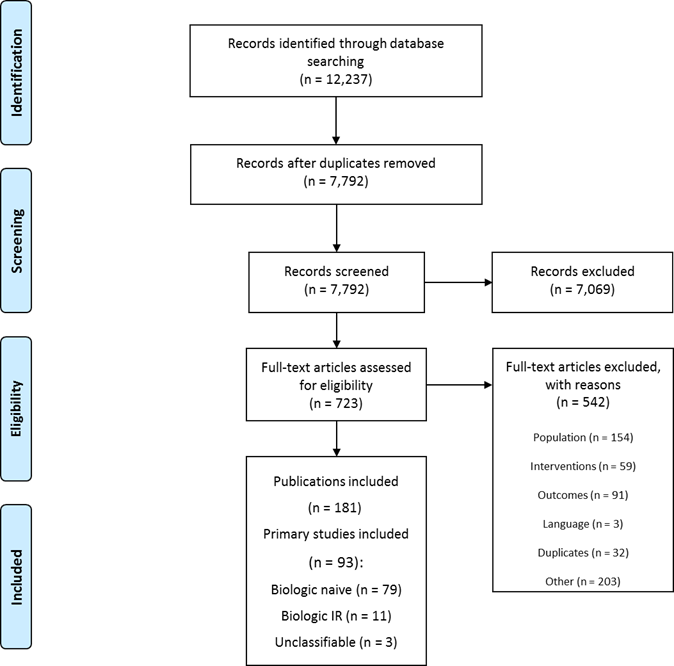 Identification
Records identified through database
searching
(n = 12,237)
Records after duplicates removed
(n = 7,792)
Screening
Records screened
(n = 7,792)
Records excluded
(n = 7,069)
Eligibility
Full-text articles assessed
for eligibility
(n = 723)
Full-text articles excluded,
with reasons
(n = 542)
Population (n = 154)
Interventions (n = 59)
Outcomes (n = 91)
Language (n = 3)
Duplicates (n = 32)
Other (n = 203)
Included
Publications included
(n = 181)
Primary studies included
(n = 93):
Biologic naive (n = 79)
Biologic IR (n = 11)
Unclassifiable (n = 3)